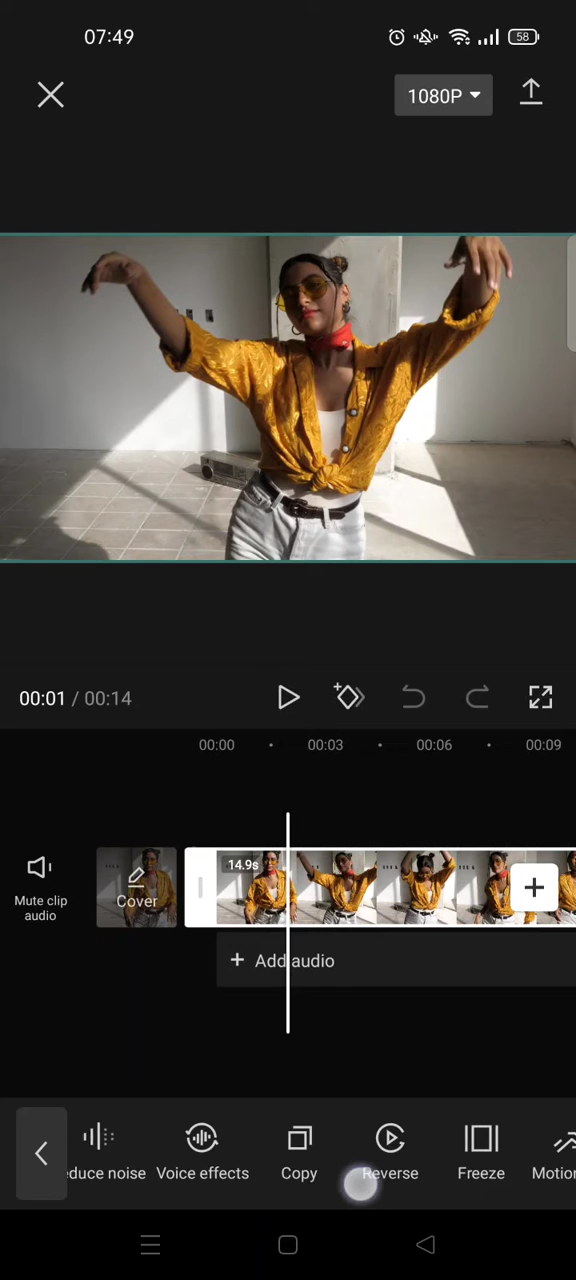 07:49
58
1080P
00:01 / 00:14
00:00
00:03
00:06
00:09
14.9s
Mute clip
audio
Cover
Add audio
educe noise
Voice effects
Copy
Reverse
Freeze
Motion